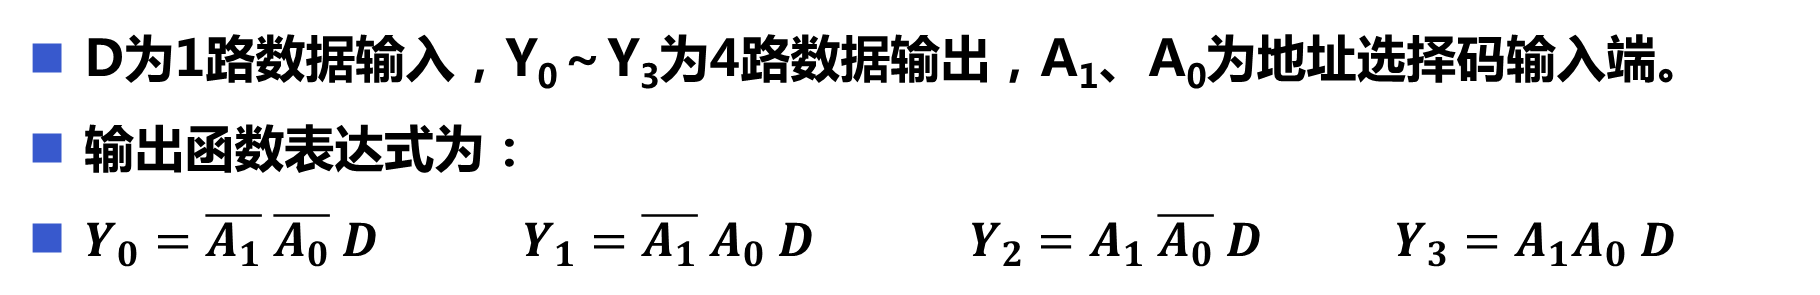 ■ D为1路数据输入，Y₀～Y₃为4路数据输出，A₁、A₀为地址选择码输入端。
■ 输出函数表达式为：
■ Y₀ = A̅₁ A̅₀ D Y₁ = A̅₁ A₀ D Y₂ = A₁ A̅₀ D Y₃ = A₁A₀ D